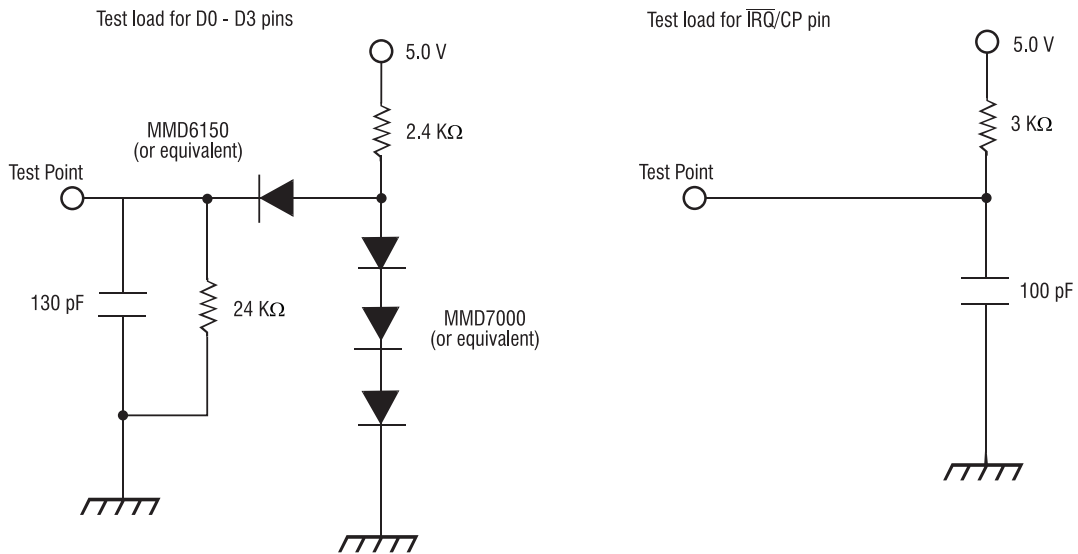 Test load for D0 - D3 pins
5.0 V
2.4 KΩ
MMD6150
(or equivalent)
Test Point
130 pF
24 KΩ
MMD7000
(or equivalent)
Test load for I̅R̅Q̅/CP pin
5.0 V
3 KΩ
Test Point
100 pF